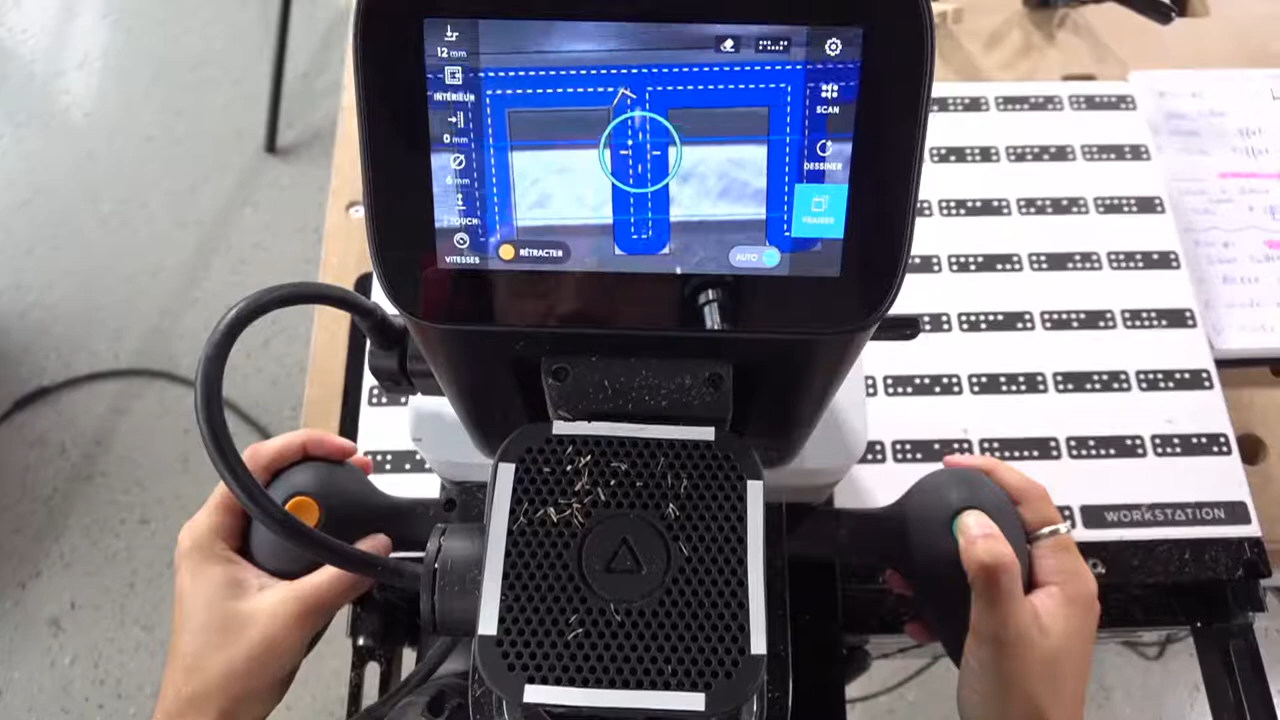 12 mm
INTÉRIEUR
0 mm
6 mm
Z TOUCH
VITESSES
RÉTRACTER
AUTO
SCAN
DESSINER
FRAISER
WORKSTATION